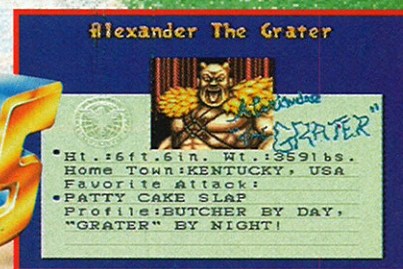 Alexander The Grater
"GRATER"
Ht.:6ft.6in. Wt.:359lbs.
Home Town:KENTUCKY, USA
Favorite Attack:
PATTY CAKE SLAP
Profile:BUTCHER BY DAY,
"GRATER" BY NIGHT!